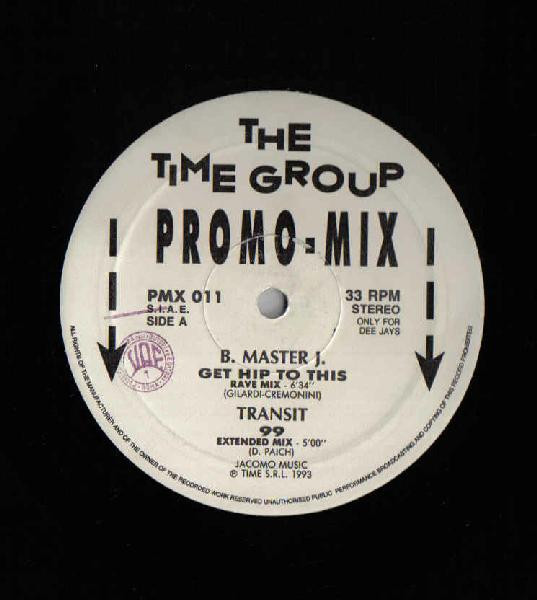 THE
TIME GROUP
PROMO-MIX
PMX 011
S.I.A.E.
SIDE A
33 RPM
STEREO
ONLY FOR
DEE JAYS
B. MASTER J.
GET HIP TO THIS
RAVE MIX - 6'34"
(GILARDI-CREMONINI)
TRANSIT
99
EXTENDED MIX - 5'00"
(D. PAICH)
JACOMO MUSIC
℗ TIME S.R.L. 1993
ALL RIGHTS OF THE MANUFACTURER AND OF THE OWNER OF THE RECORDED WORK RESERVED UNAUTHORISED PUBLIC PERFORMANCE BROADCASTING, AND COPYING OF THIS RECORD PROHIBITED